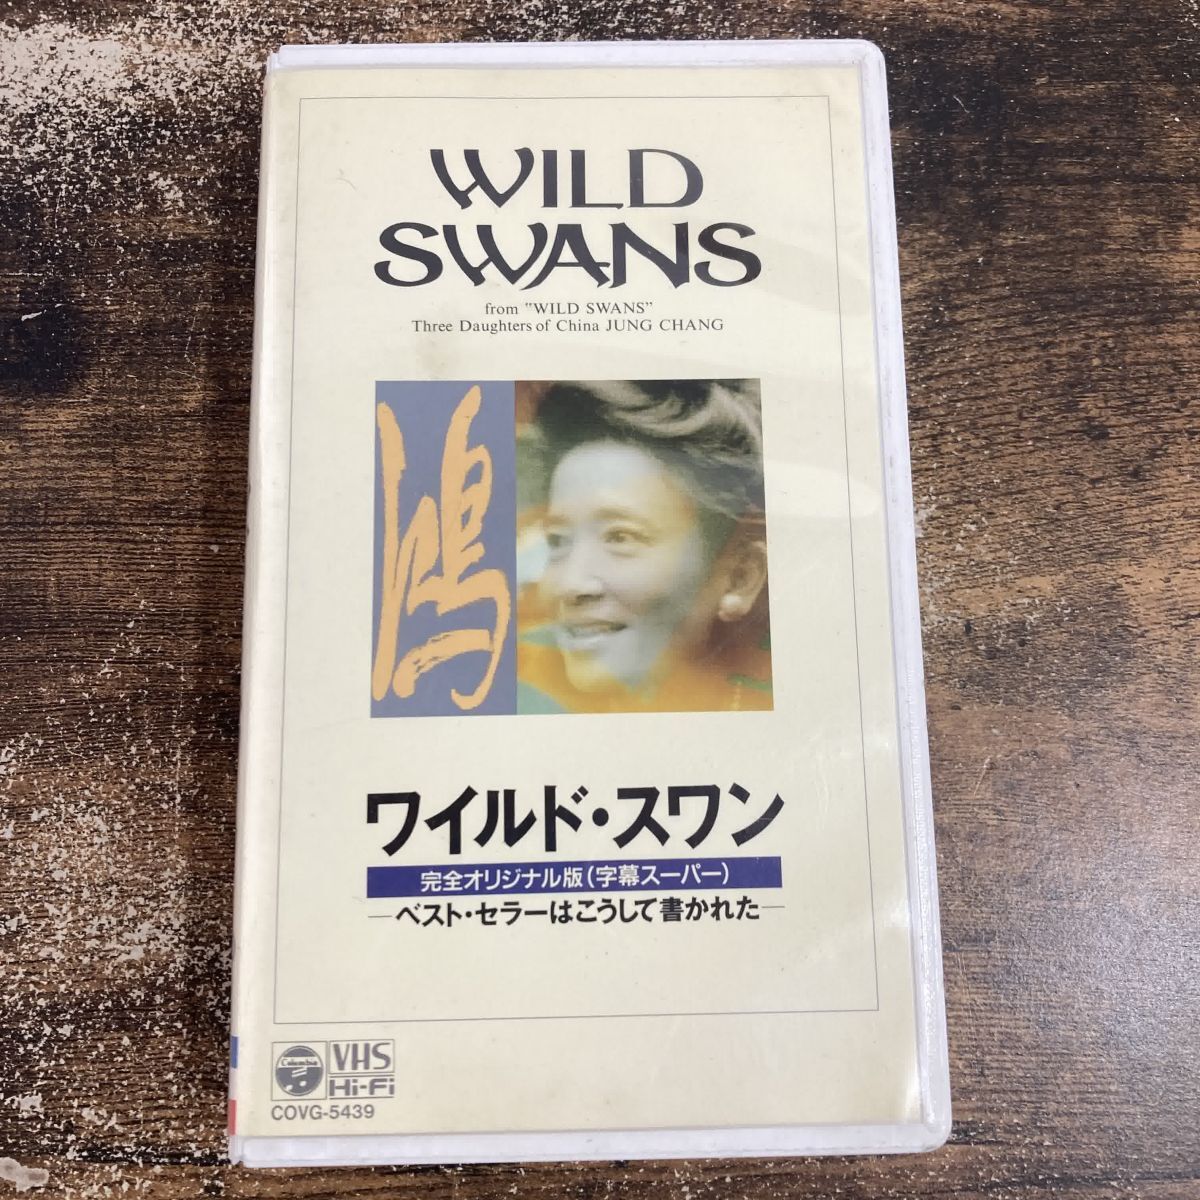 WILD
SWANS
from "WILD SWANS"
Three Daughters of China JUNG CHANG
鴻
ワイルド・スワン
完全オリジナル版(字幕スーパー)
―ベスト・セラーはこうして書かれた―
Columbia
VHS
Hi-Fi
COVG-5439